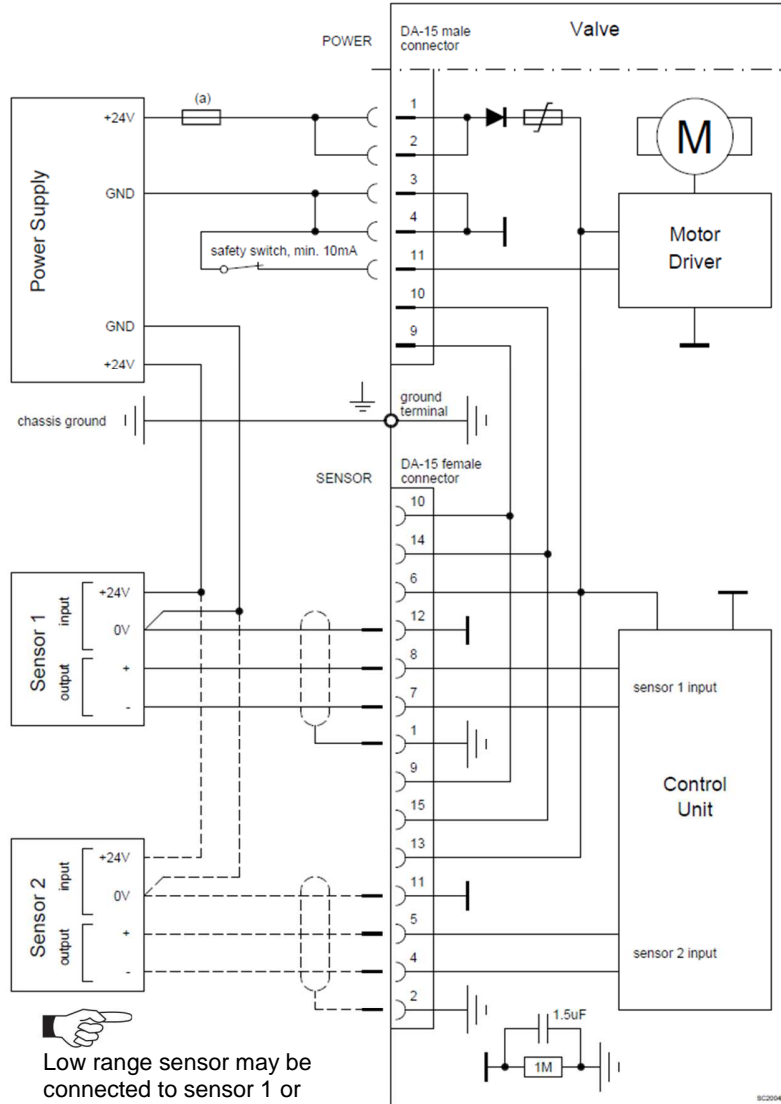 POWER
DA-15 male
connector
Valve
Power Supply
+24V
(a)
GND
safety switch, min. 10mA
GND
+24V
1
2
3
4
11
10
9
M
Motor
Driver
chassis ground
ground
terminal
SENSOR
DA-15 female
connector
10
14
6
12
8
7
1
9
15
13
11
5
4
2
Sensor 1
input
output
+24V
0V
+
-
Sensor 2
input
output
+24V
0V
+
-
sensor 1 input
Control
Unit
sensor 2 input
1.5uF
1M
Low range sensor may be
connected to sensor 1 or